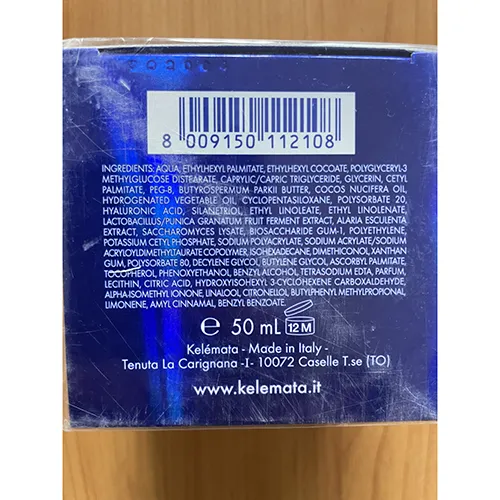 8 009150 112108
INGREDIENTS: AQUA, ETHYLHEXYL PALMITATE, ETHYLHEXYL COCOATE, POLYGLYCERYL-3
METHYLGLUCOSE DISTEARATE, CAPRYLIC/CAPRIC TRIGLYCERIDE, GLYCERIN, CETYL
PALMITATE, PEG-8, BUTYROSPERMUM PARKII BUTTER, COCOS NUCIFERA OIL,
HYDROGENATED VEGETABLE OIL, CYCLOPENTASILOXANE, POLYSORBATE 20,
HYALURONIC ACID, SILANETRIOL, ETHYL LINOLEATE, ETHYL LINOLENATE,
LACTOBACILLUS/PUNICA GRANATUM FRUIT FERMENT EXTRACT, ALARIA ESCULENTA
EXTRACT, SACCHAROMYCES LYSATE, BIOSACCHARIDE GUM-1, POLYETHYLENE,
POTASSIUM CETYL PHOSPHATE, SODIUM POLYACRYLATE, SODIUM ACRYLATE/SODIUM
ACRYLOYLDIMETHYLTAURATE COPOLYMER, ISOHEXADECANE, DIMETHICONOL, XANTHAN
GUM, POLYSORBATE 80, DECYLENE GLYCOL, BUTYLENE GLYCOL, ASCORBYL PALMITATE,
TOCOPHEROL, PHENOXYETHANOL, BENZYL ALCOHOL, TETRASODIUM EDTA, PARFUM,
LECITHIN, CITRIC ACID, HYDROXYISOHEXYL 3-CYCLOHEXENE CARBOXALDEHYDE,
ALPHA-ISOMETHYL IONONE, LINALOOL, CITRONELLOL, BUTYLPHENYL METHYLPROPIONAL,
LIMONENE, AMYL CINNAMAL, BENZYL BENZOATE
e 50 mL 12 M
Kelémata - Made in Italy -
Tenuta La Carignana -I- 10072 Caselle T.se (TO)
www.kelemata.it